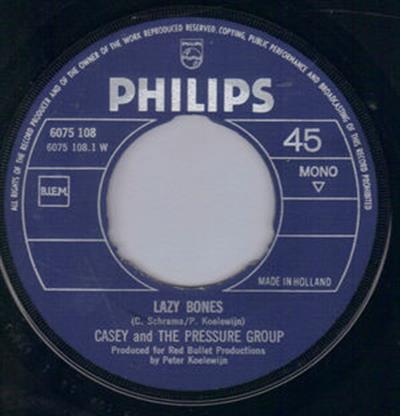 ALL RIGHTS OF THE RECORD PRODUCER AND OF THE OWNER OF THE WORK REPRODUCED RESERVED. COPYING, PUBLIC PERFORMANCE AND BROADCASTING OF THIS RECORD PROHIBITED
PHILIPS
PHILIPS
6075 108
6075 108.1 W
45
MONO
B.I.E.M.
MADE IN HOLLAND
LAZY BONES
(C. Schrama/P. Koelewijn)
CASEY and THE PRESSURE GROUP
Produced for Red Bullet Productions
by Peter Koelewijn